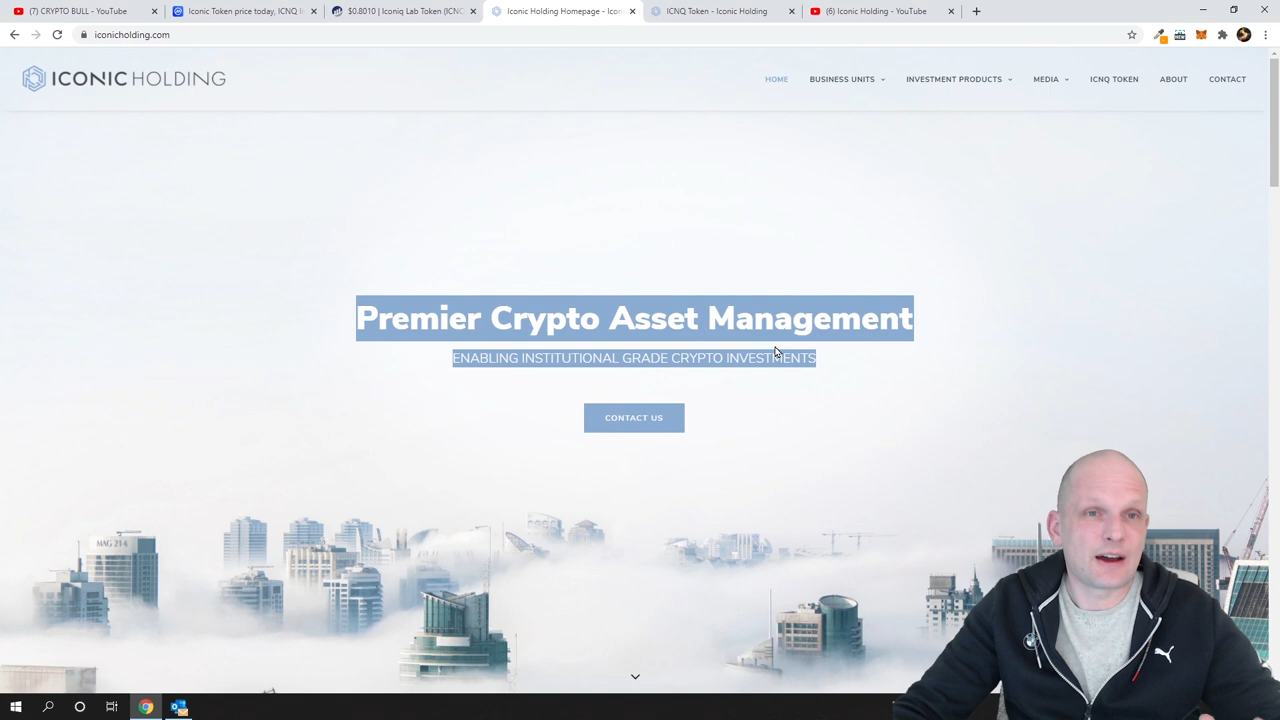 (7) CRYPTO BULL - YouTube
Iconic Token price today, ICNQ l
$0.8010 | Iconiq Lab Token (ICNQ
Iconic Holding Homepage - Icon
ICNQ Token - Iconic Holding
(6) Iconic Holding - YouTube
iconicholding.com
ICONIC HOLDING
HOME
BUSINESS UNITS
INVESTMENT PRODUCTS
MEDIA
ICNQ TOKEN
ABOUT
CONTACT
Premier Crypto Asset Management
ENABLING INSTITUTIONAL GRADE CRYPTO INVESTMENTS
CONTACT US
MAG 214